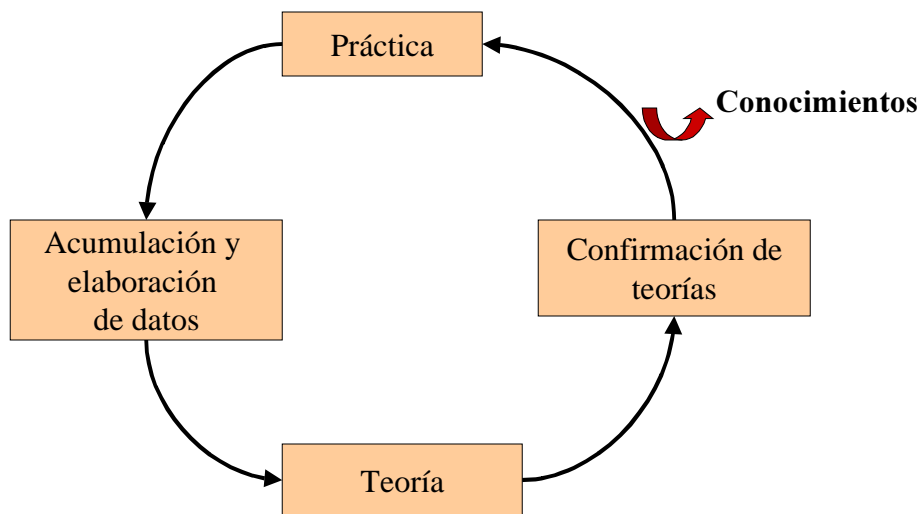 Práctica
Conocimientos
Acumulación y
elaboración
de datos
Confirmación de
teorías
Teoría